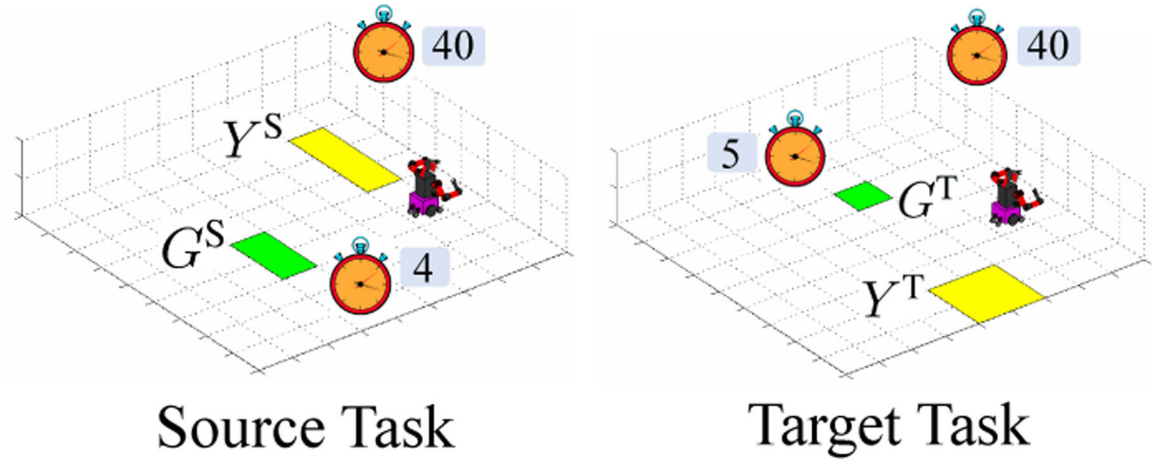 40
Y^S
G^S
4
Source Task
40
5
G^T
Y^T
Target Task